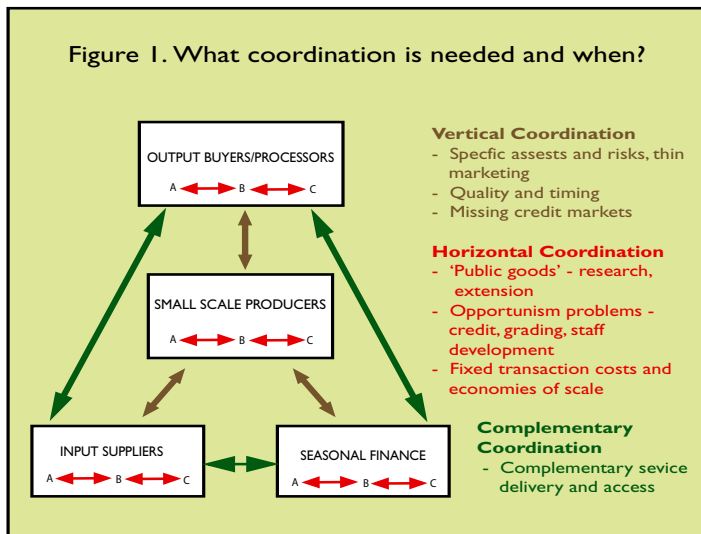 Figure 1. What coordination is needed and when?
OUTPUT BUYERS/PROCESSORS
A B C
SMALL SCALE PRODUCERS
A B C
INPUT SUPPLIERS
A B C
SEASONAL FINANCE
A B C
Vertical Coordination
- Specfic assests and risks, thin
marketing
- Quality and timing
- Missing credit markets
Horizontal Coordination
- 'Public goods' - research,
extension
- Opportunism problems -
credit, grading, staff
development
- Fixed transaction costs and
economies of scale
Complementary
Coordination
- Complementary sevice
delivery and access